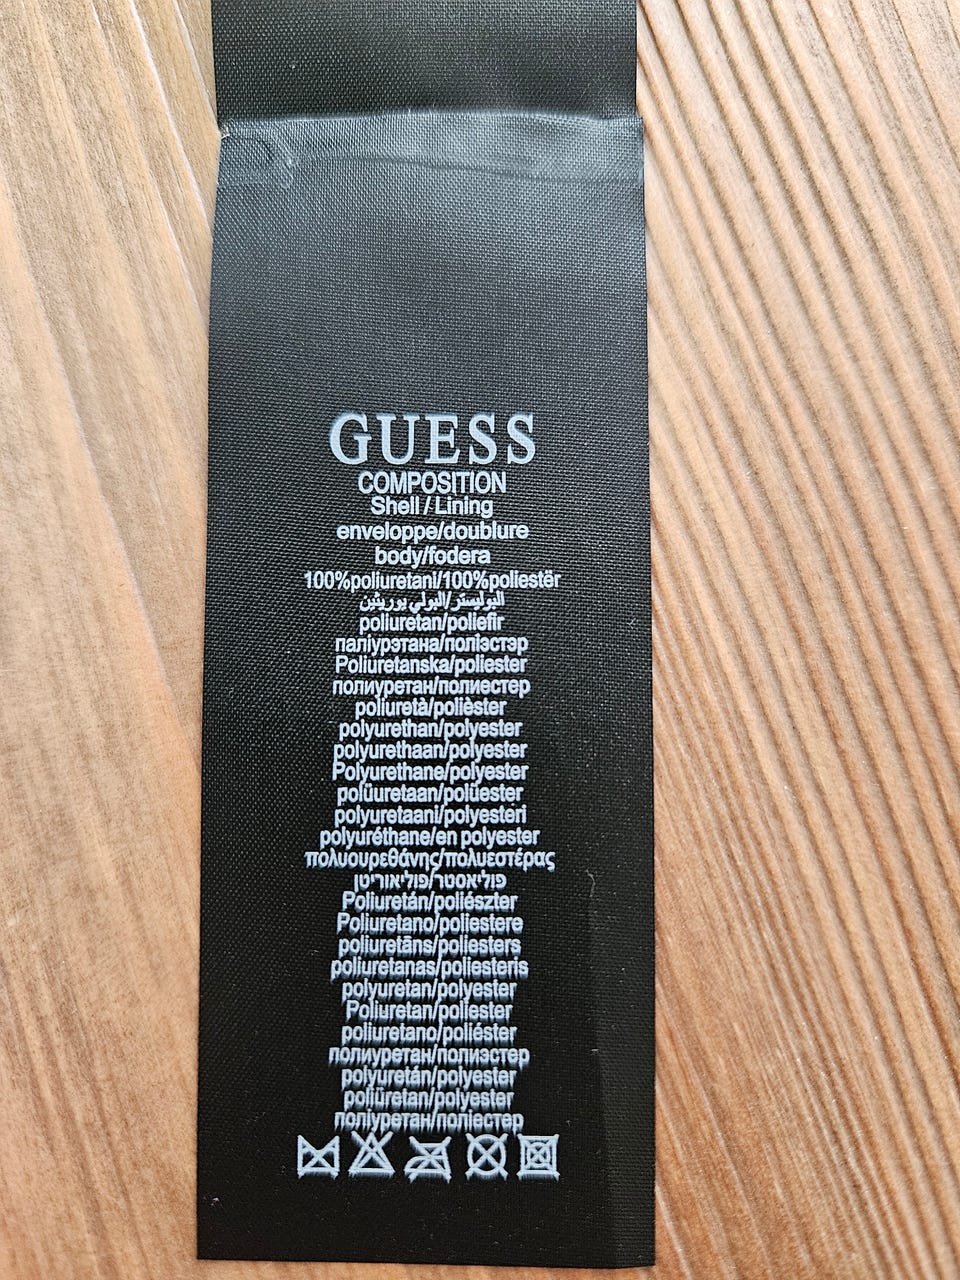 GUESS
COMPOSITION
Shell / Lining
enveloppe/doublure
body/fodera
100%poliuretani/100%poliestër
البوليستر/البولي يوريثين
poliuretan/poliefir
паліурэтана/поліэстэр
Poliuretanska/poliester
полиуретан/полиестер
poliuretà/polièster
polyurethan/polyester
polyurethaan/polyester
Polyurethane/polyester
polüuretaan/polüester
polyuretaani/polyesteri
polyuréthane/en polyester
πολυουρεθάνης/πολυεστέρας
פוליאסטר/פוליאוריטן
Poliuretán/poliészter
Poliuretano/poliestere
poliuretāns/poliesters
poliuretanas/poliesteris
polyuretan/polyester
Poliuretan/poliester
poliuretano/poliéster
полиуретан/полиэстер
polyuretán/polyester
poliüretan/polyester
поліуретан/поліестер